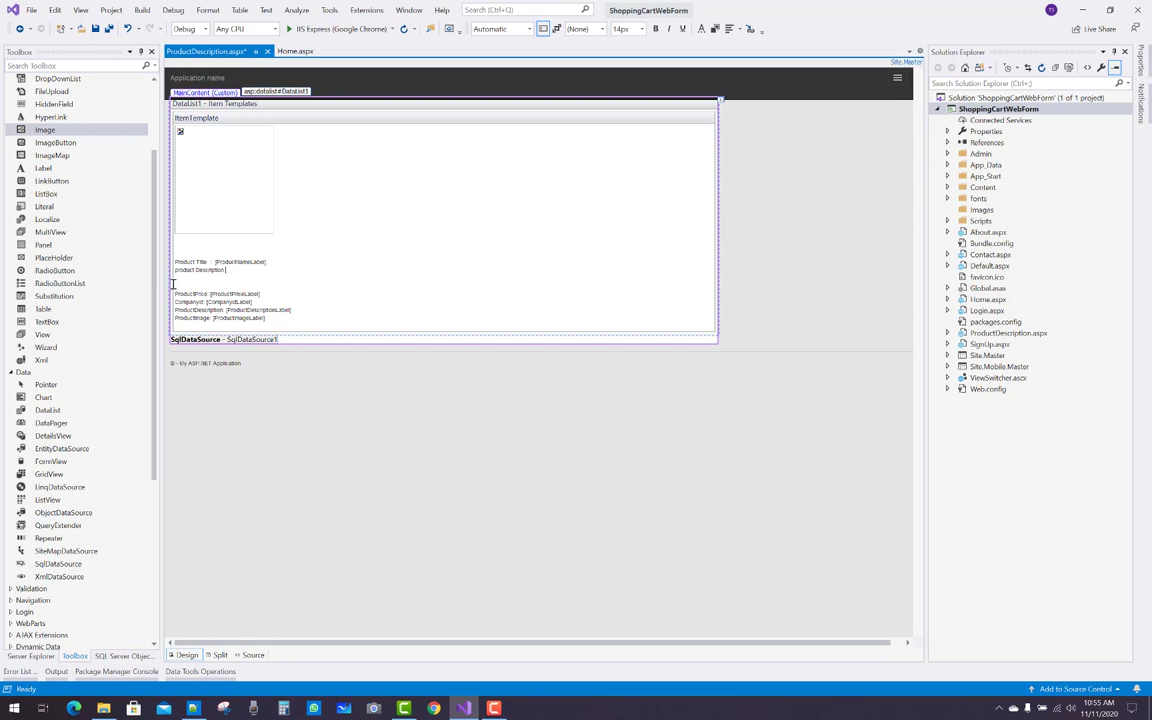 File Edit View Project Build Debug Format Table Test Analyze Tools Extensions Window Help Search (Ctrl+Q) ShoppingCartWebForm TS
Debug Any CPU IIS Express (Google Chrome) Automatic (None) 14px B I U Live Share
Toolbox
Search Toolbox
DropDownList
FileUpload
HiddenField
HyperLink
Image
ImageButton
ImageMap
Label
LinkButton
ListBox
Literal
Localize
MultiView
Panel
PlaceHolder
RadioButton
RadioButtonList
Substitution
Table
TextBox
View
Wizard
Xml
Data
Pointer
Chart
DataList
DataPager
DetailsView
EntityDataSource
FormView
GridView
LinqDataSource
ListView
ObjectDataSource
QueryExtender
Repeater
SiteMapDataSource
SqlDataSource
XmlDataSource
Validation
Navigation
Login
WebParts
AJAX Extensions
Dynamic Data
Server Explorer Toolbox SQL Server Objec...
ProductDescription.aspx* Home.aspx
Site.Master
Application name
MainContent (Custom) asp:datalist#DataList1
DataList1 - Item Templates
ItemTemplate
Product Title : [ProductNameLabel]
product Description
ProductPrice: [ProductPriceLabel]
CompanyId: [CompanyIdLabel]
ProductDescription: [ProductDescriptionLabel]
ProductImage: [ProductImageLabel]
SqlDataSource - SqlDataSource1
© - My ASP.NET Application
Design Split Source
Solution Explorer
Search Solution Explorer (Ctrl+;)
Solution 'ShoppingCartWebForm' (1 of 1 project)
ShoppingCartWebForm
Connected Services
Properties
References
Admin
App_Data
App_Start
Content
fonts
Images
Scripts
About.aspx
Bundle.config
Contact.aspx
Default.aspx
favicon.ico
Global.asax
Home.aspx
Login.aspx
packages.config
ProductDescription.aspx
SignUp.aspx
Site.Master
Site.Mobile.Master
ViewSwitcher.ascx
Web.config
Properties
Notifications
Error List ... Output Package Manager Console Data Tools Operations
Ready Add to Source Control
10:55 AM
11/11/2020